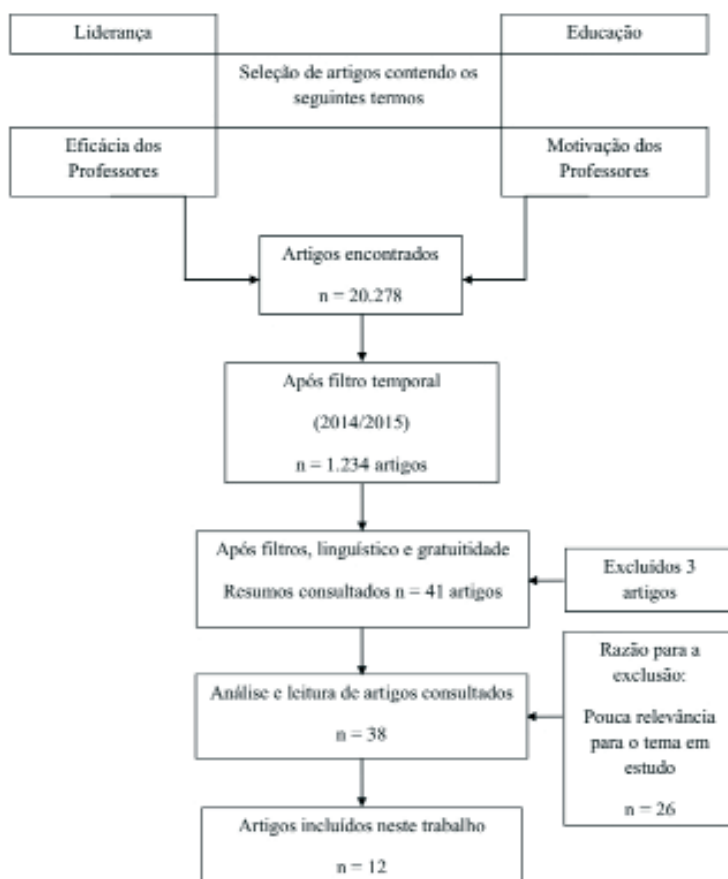 Liderança
Educação
Seleção de artigos contendo os
seguintes termos
Eficácia dos
Professores
Motivação dos
Professores
Artigos encontrados
n = 20.278
Após filtro temporal
(2014/2015)
n = 1.234 artigos
Após filtros, linguístico e gratuitidade
Resumos consultados n = 41 artigos
Excluídos 3
artigos
Análise e leitura de artigos consultados
n = 38
Razão para a
exclusão:
Pouca relevância
para o tema em
estudo
n = 26
Artigos incluídos neste trabalho
n = 12